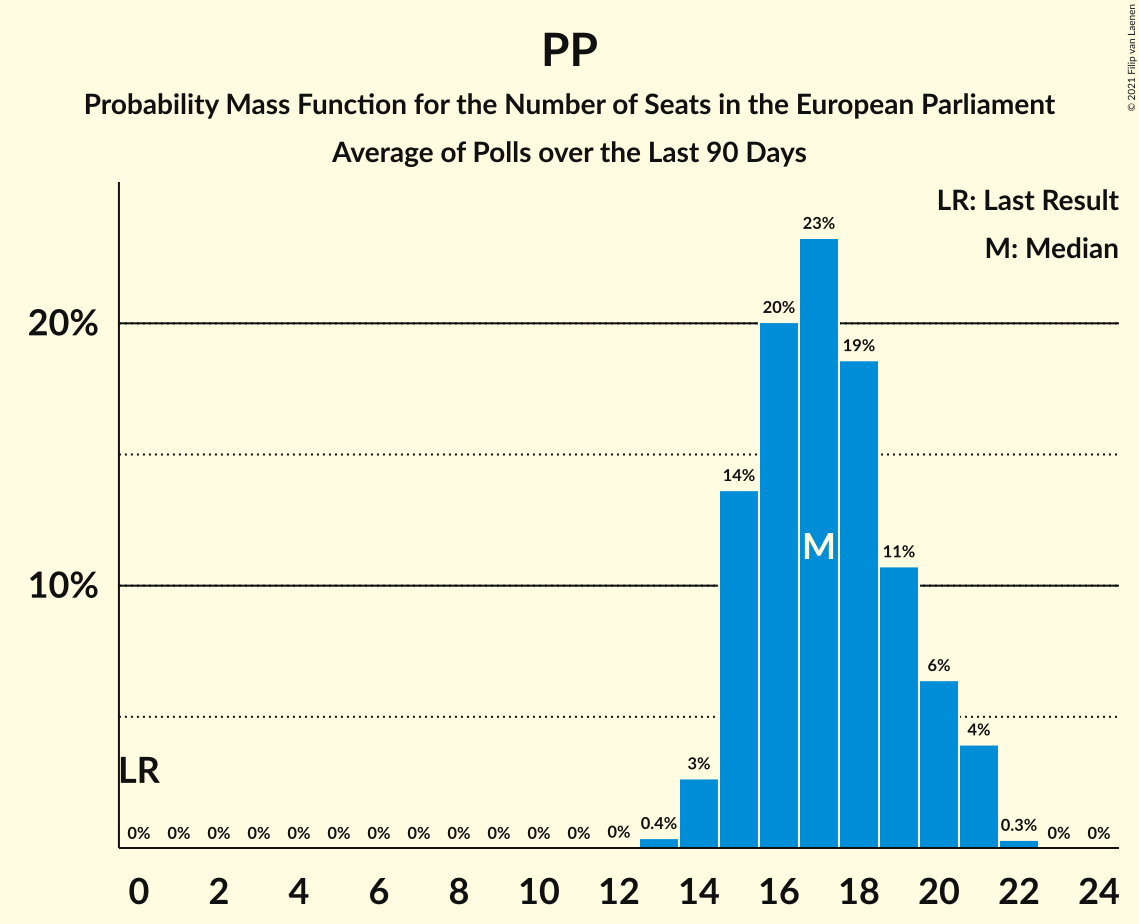 PP
Probability Mass Function for the Number of Seats in the European Parliament
Average of Polls over the Last 90 Days
© 2021 Filip van Laenen
LR: Last Result
M: Median
23%
20%
20%
19%
14%
M
11%
10%
6%
4%
LR
3%
0% 0% 0% 0% 0% 0% 0% 0% 0% 0% 0% 0% 0% 0.4% 0.3% 0% 0%
0 2 4 6 8 10 12 14 16 18 20 22 24